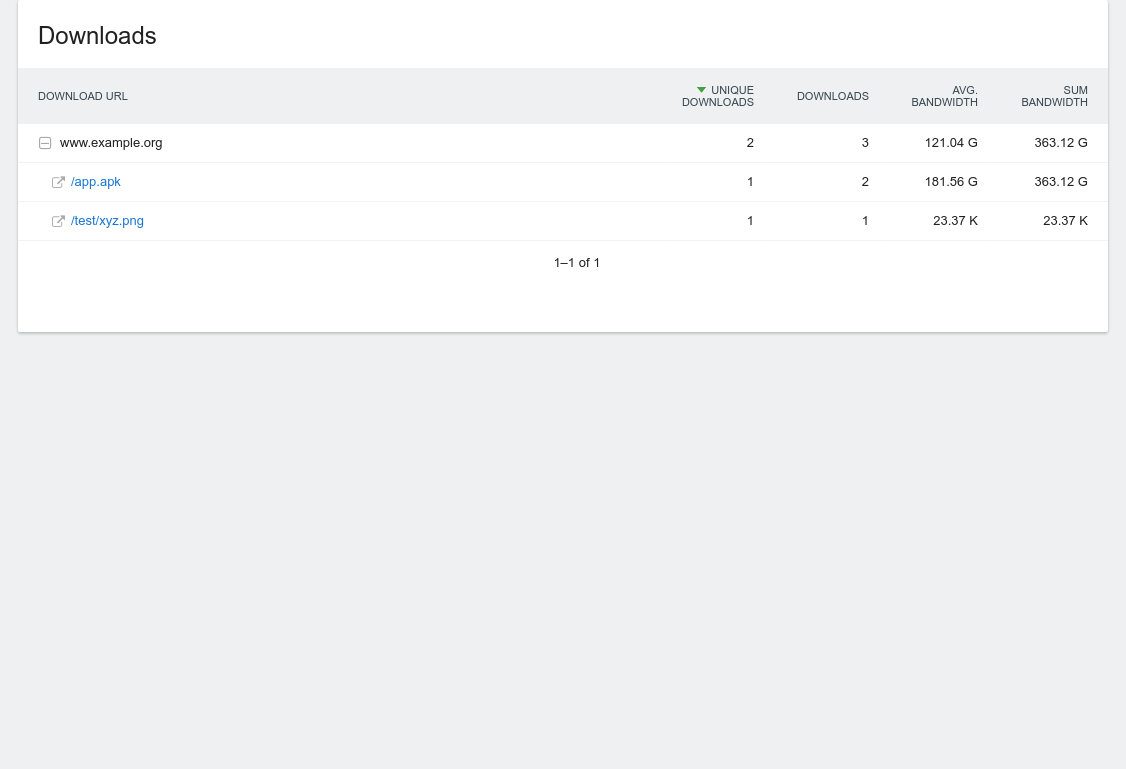 Downloads
DOWNLOAD URL
UNIQUE DOWNLOADS
DOWNLOADS
AVG. BANDWIDTH
SUM BANDWIDTH
www.example.org 2 3 121.04 G 363.12 G
/app.apk 1 2 181.56 G 363.12 G
/test/xyz.png 1 1 23.37 K 23.37 K
1–1 of 1